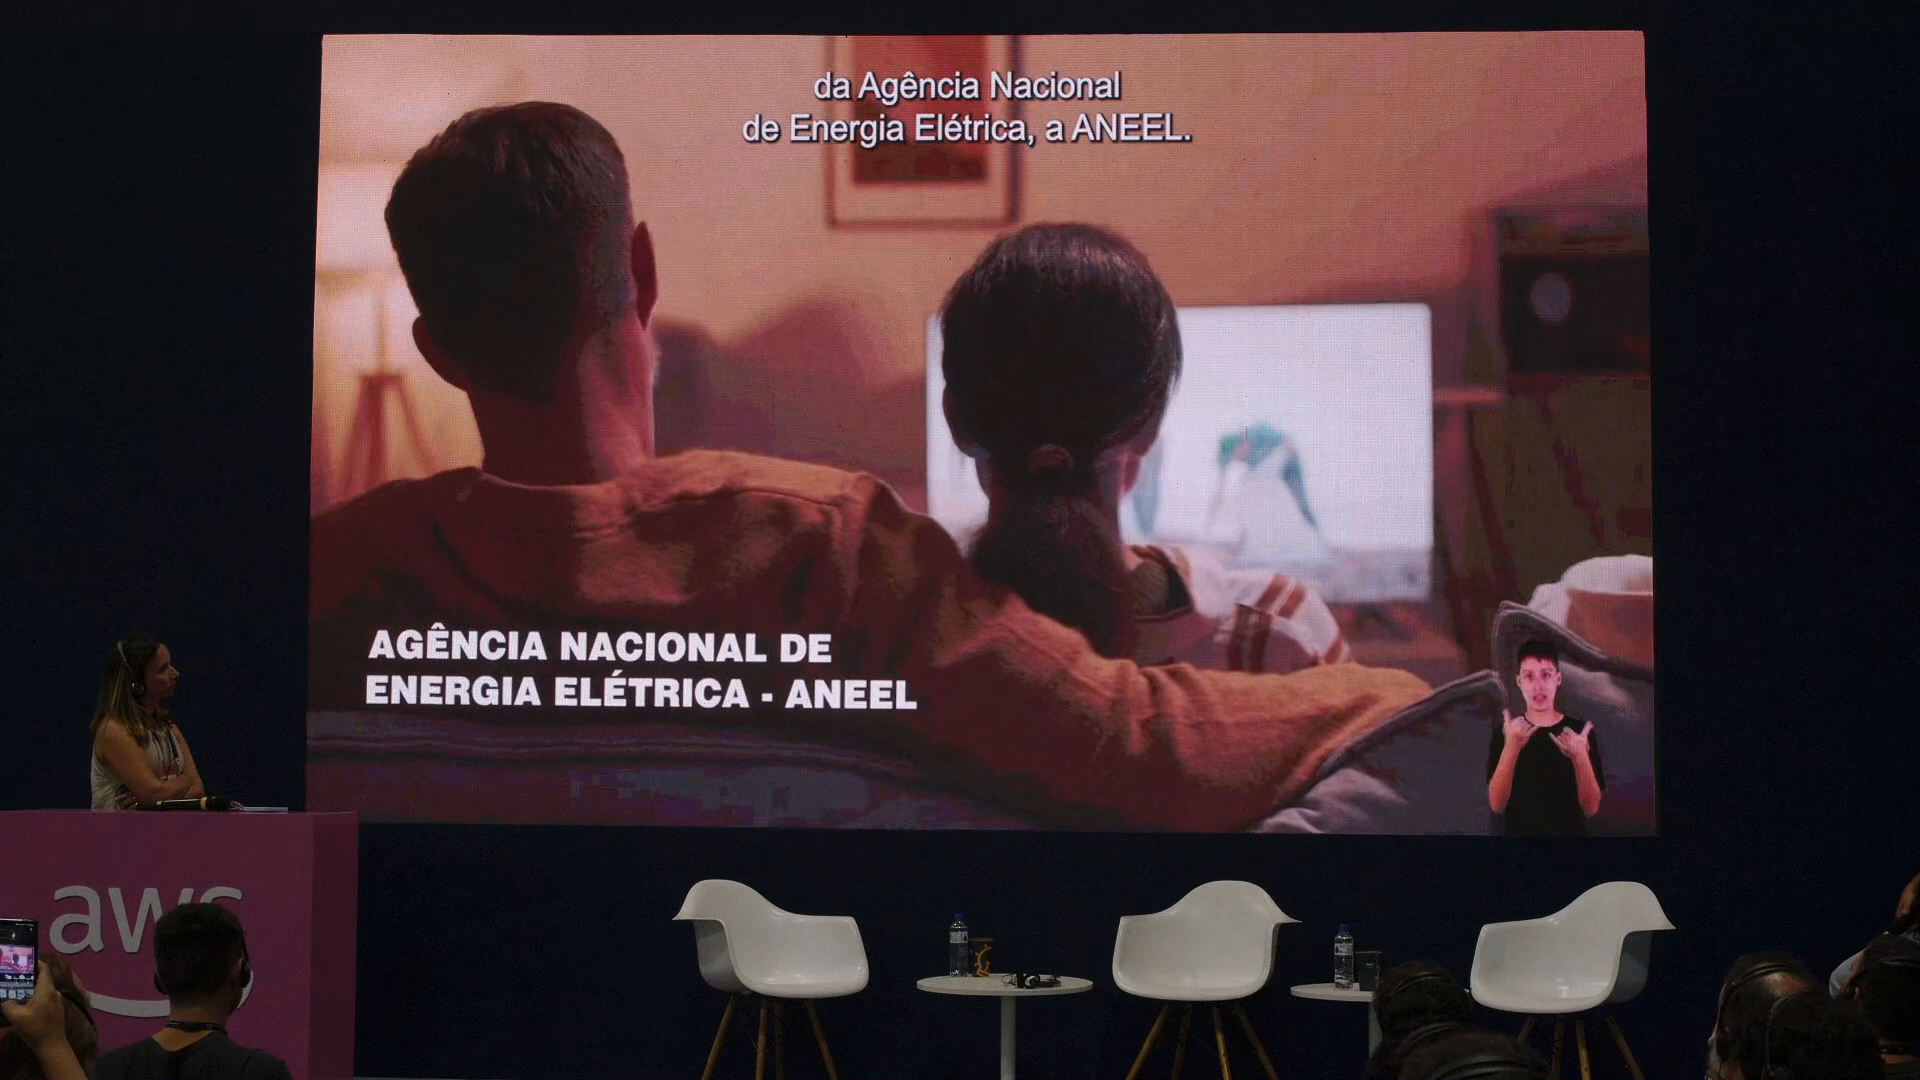 da Agência Nacional
de Energia Elétrica, a ANEEL.
AGÊNCIA NACIONAL DE
ENERGIA ELÉTRICA - ANEEL
aws